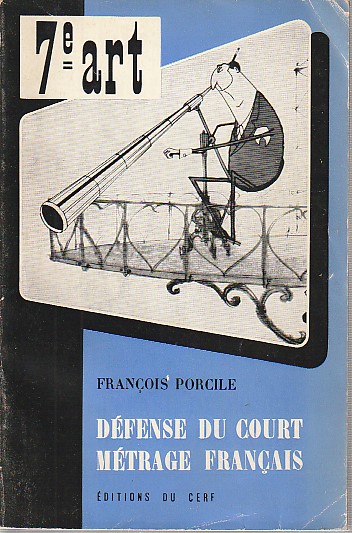 7e art
FRANÇOIS PORCILE
DÉFENSE DU COURT
MÉTRAGE FRANÇAIS
ÉDITIONS DU CERF